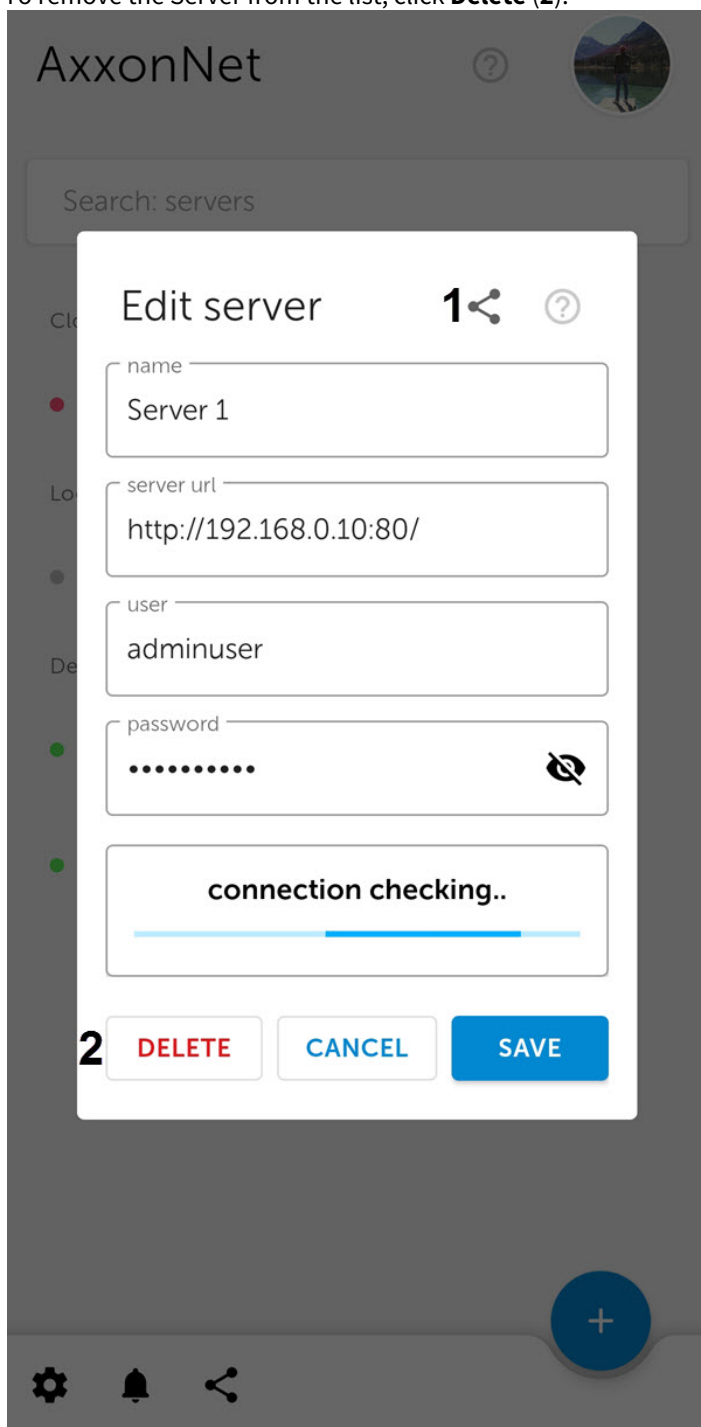 To remove the Server from the list, click Delete (2).
AxxonNet
Search: servers
Edit server 1
name
Server 1
server url
http://192.168.0.10:80/
user
adminuser
password
••••••••••
connection checking..
2 DELETE CANCEL SAVE